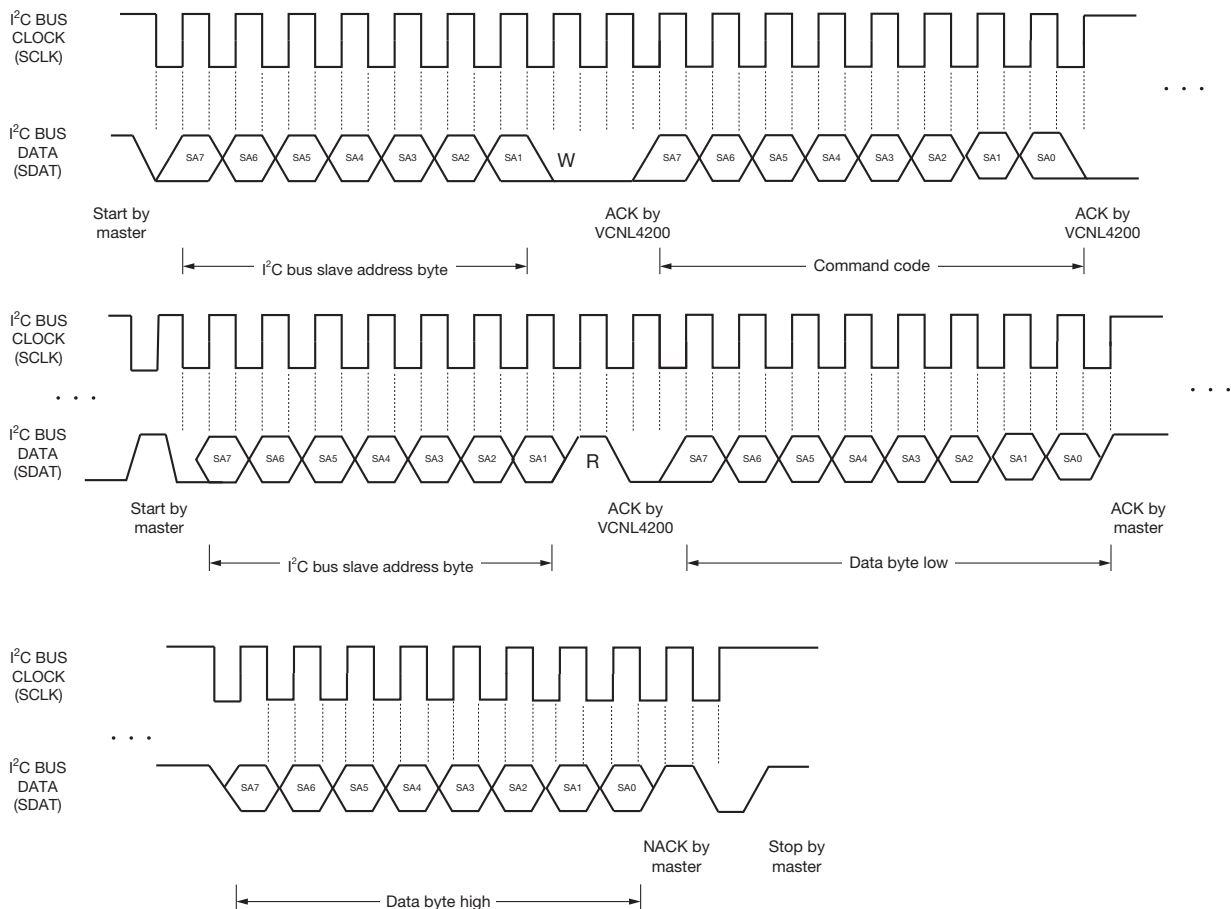 I²C BUS
CLOCK
(SCLK)
. . .
I²C BUS
DATA
(SDAT)
SA7 SA6 SA5 SA4 SA3 SA2 SA1 W SA7 SA6 SA5 SA4 SA3 SA2 SA1 SA0
Start by
master
ACK by
VCNL4200
ACK by
VCNL4200
I²C bus slave address byte
Command code
I²C BUS
CLOCK
(SCLK)
. . .
. . .
I²C BUS
DATA
(SDAT)
SA7 SA6 SA5 SA4 SA3 SA2 SA1 R SA7 SA6 SA5 SA4 SA3 SA2 SA1 SA0
Start by
master
ACK by
VCNL4200
ACK by
master
I²C bus slave address byte
Data byte low
I²C BUS
CLOCK
(SCLK)
. . .
I²C BUS
DATA
(SDAT)
SA7 SA6 SA5 SA4 SA3 SA2 SA1 SA0
NACK by
master
Stop by
master
Data byte high